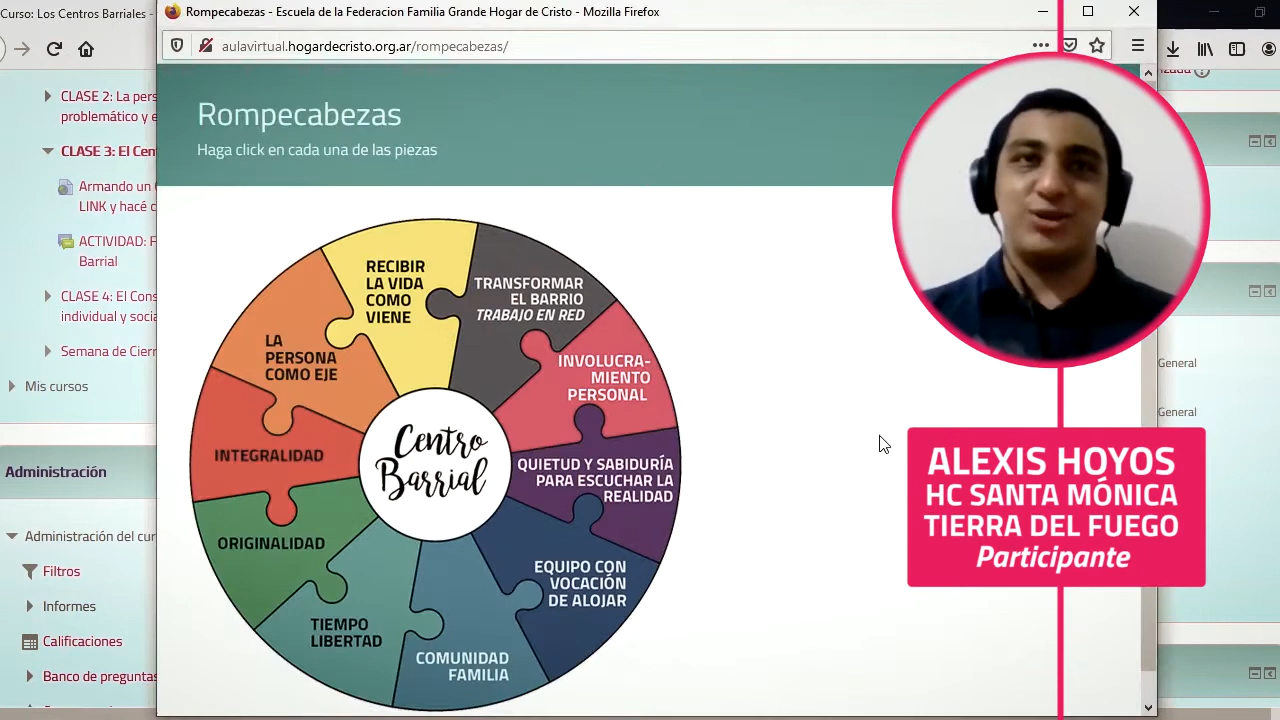 Curso: Los Centros Barriales -
Rompecabezas - Escuela de la Federacion Familia Grande Hogar de Cristo - Mozilla Firefox
aulavirtual.hogardecristo.org.ar/rompecabezas/
CLASE 2: La pers
problemático y e
CLASE 3: El Cent
Armando un
LINK y hacé c
ACTIVIDAD: F
Barrial
CLASE 4: El Cons
individual y socia
Semana de Cierr
Mis cursos
Administración
Administración del cur
Filtros
Informes
Calificaciones
Banco de preguntas
Rompecabezas
Haga click en cada una de las piezas
RECIBIR
LA VIDA
COMO
VIENE
TRANSFORMAR
EL BARRIO
TRABAJO EN RED
INVOLUCRA-
MIENTO
PERSONAL
QUIETUD Y SABIDURÍA
PARA ESCUCHAR LA
REALIDAD
EQUIPO CON
VOCACIÓN
DE ALOJAR
COMUNIDAD
FAMILIA
TIEMPO
LIBERTAD
ORIGINALIDAD
INTEGRALIDAD
LA
PERSONA
COMO EJE
Centro
Barrial
General
General
ALEXIS HOYOS
HC SANTA MÓNICA
TIERRA DEL FUEGO
Participante